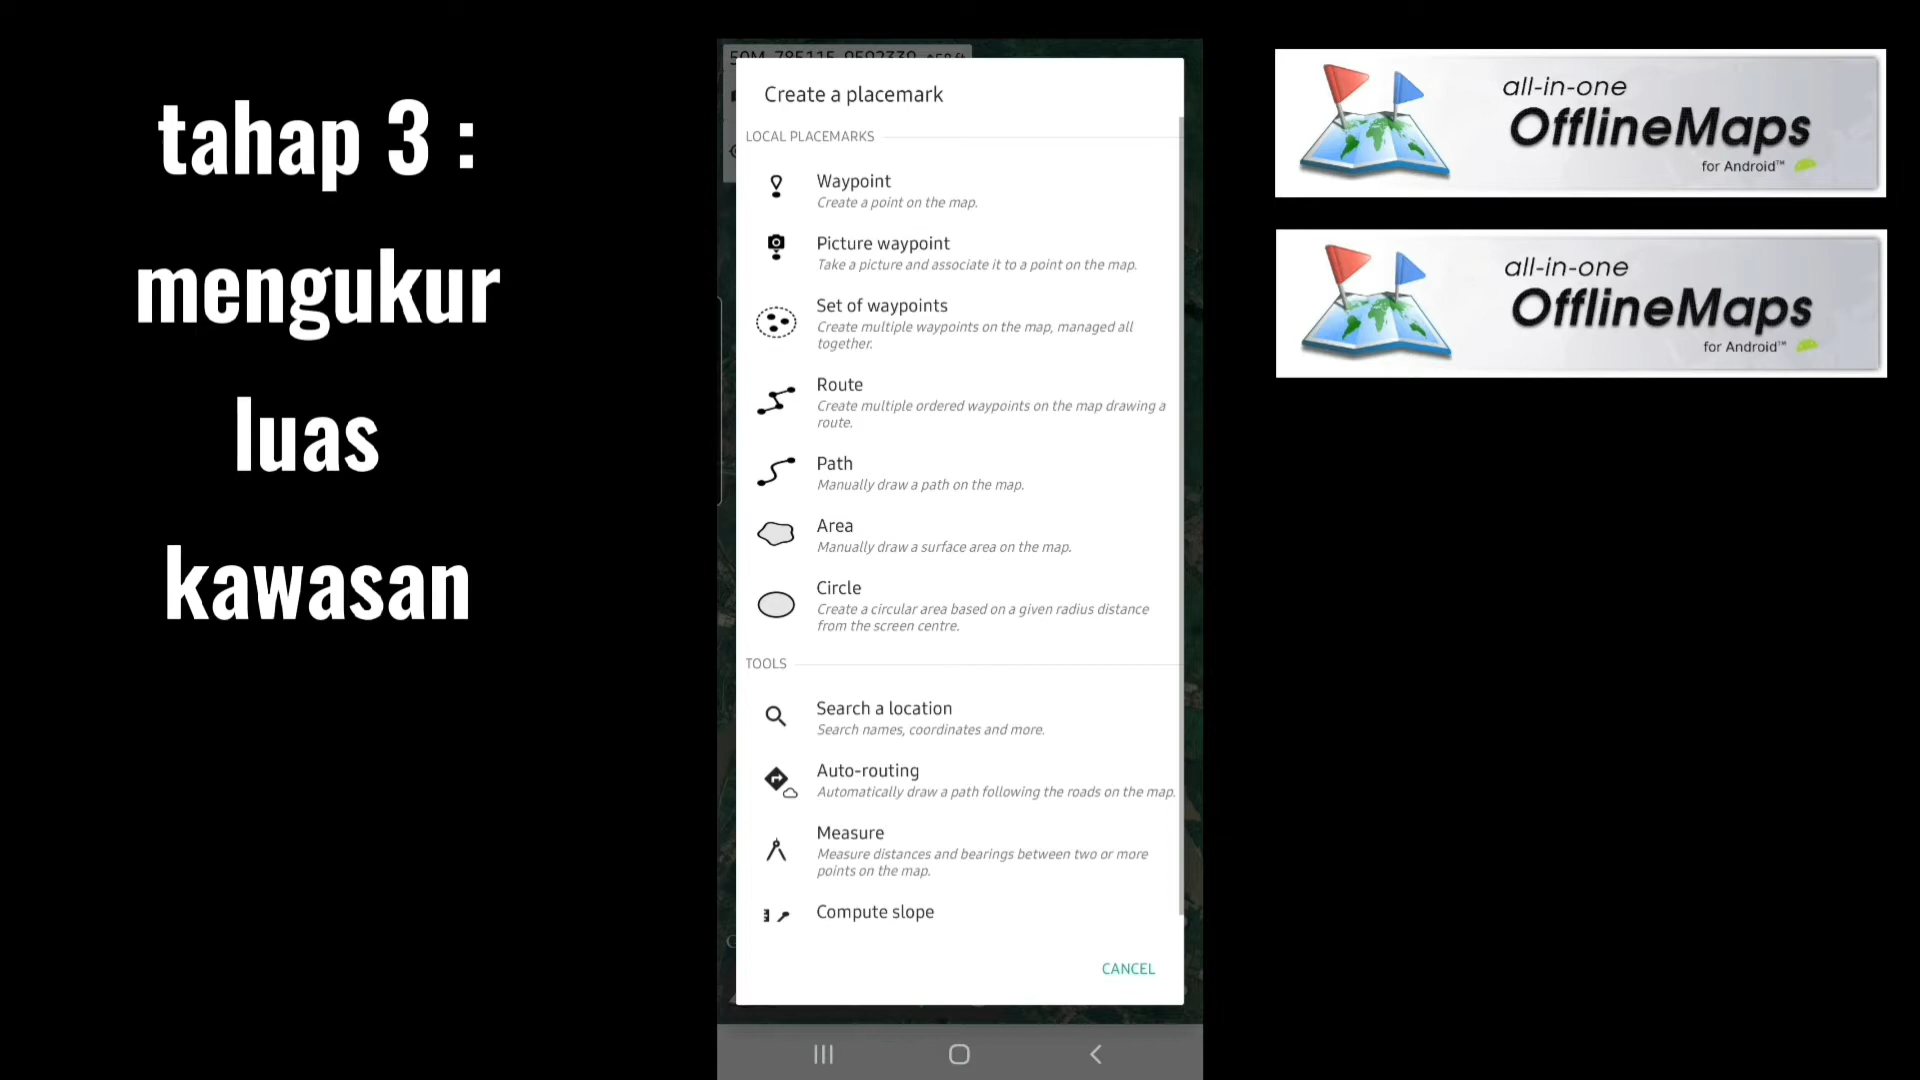 tahap 3 :
mengukur
luas
kawasan
50M 785115 9592339
Create a placemark
LOCAL PLACEMARKS
Waypoint
Create a point on the map.
Picture waypoint
Take a picture and associate it to a point on the map.
Set of waypoints
Create multiple waypoints on the map, managed all
together.
Route
Create multiple ordered waypoints on the map drawing a
route.
Path
Manually draw a path on the map.
Area
Manually draw a surface area on the map.
Circle
Create a circular area based on a given radius distance
from the screen centre.
TOOLS
Search a location
Search names, coordinates and more.
Auto-routing
Automatically draw a path following the roads on the map.
Measure
Measure distances and bearings between two or more
points on the map.
Compute slope
CANCEL
all-in-one
OfflineMaps
for Android™
all-in-one
OfflineMaps
for Android™